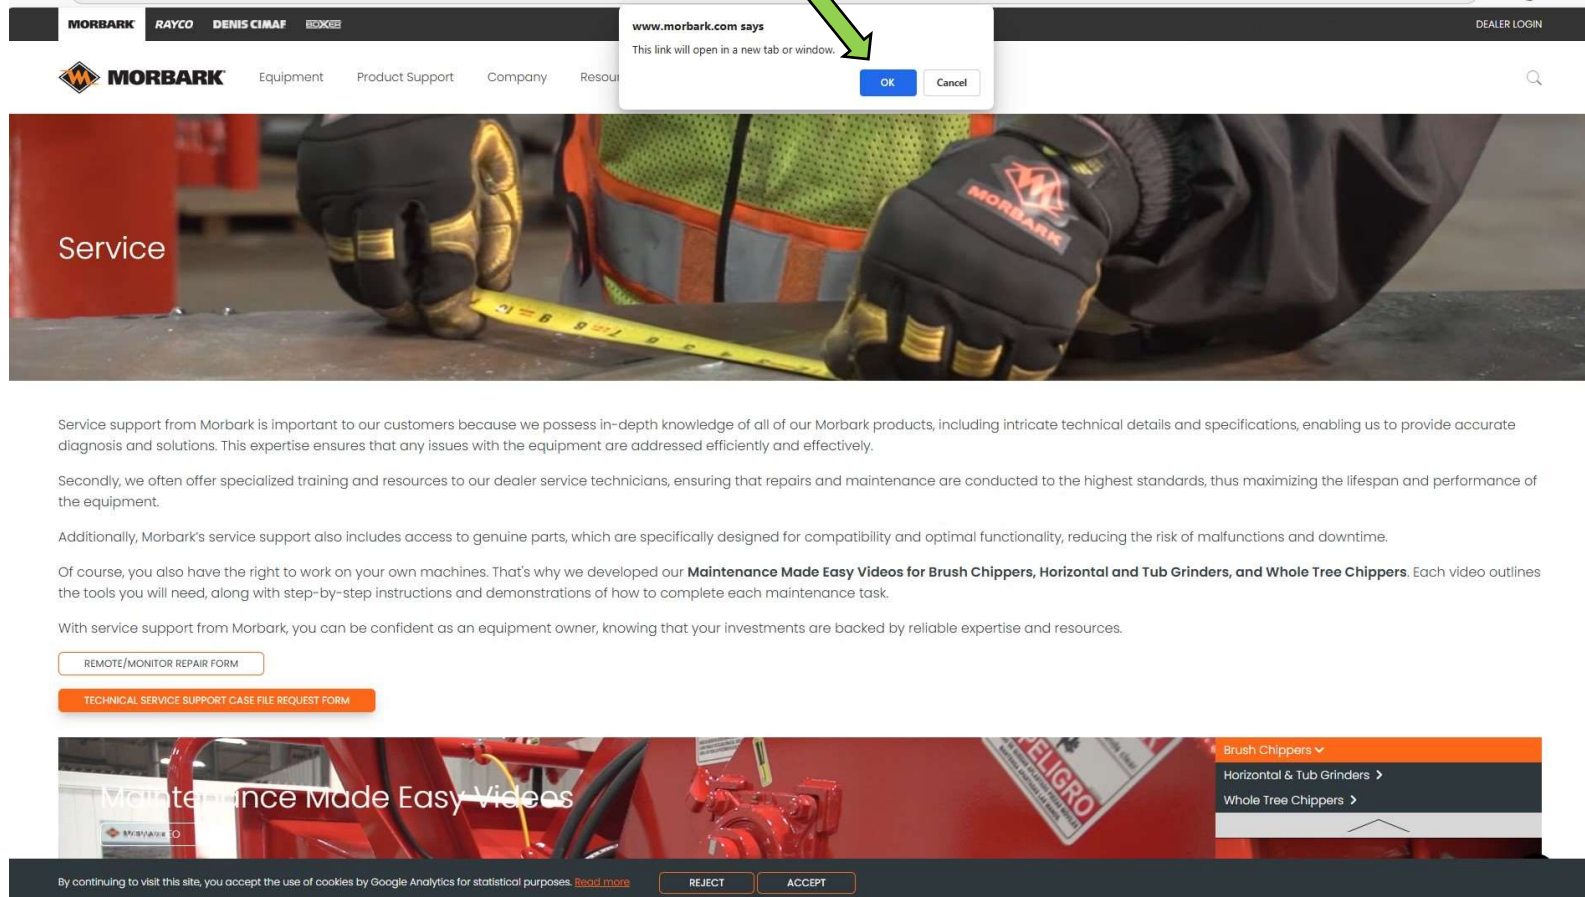 MORBARK RAYCO DENIS CIMAF BOXER
DEALER LOGIN
www.morbark.com says
This link will open in a new tab or window.
OK Cancel
MORBARK Equipment Product Support Company Resour
MORBARK
Service
Service support from Morbark is important to our customers because we possess in-depth knowledge of all of our Morbark products, including intricate technical details and specifications, enabling us to provide accurate
diagnosis and solutions. This expertise ensures that any issues with the equipment are addressed efficiently and effectively.
Secondly, we often offer specialized training and resources to our dealer service technicians, ensuring that repairs and maintenance are conducted to the highest standards, thus maximizing the lifespan and performance of
the equipment.
Additionally, Morbark's service support also includes access to genuine parts, which are specifically designed for compatibility and optimal functionality, reducing the risk of malfunctions and downtime.
Of course, you also have the right to work on your own machines. That's why we developed our Maintenance Made Easy Videos for Brush Chippers, Horizontal and Tub Grinders, and Whole Tree Chippers. Each video outlines
the tools you will need, along with step-by-step instructions and demonstrations of how to complete each maintenance task.
With service support from Morbark, you can be confident as an equipment owner, knowing that your investments are backed by reliable expertise and resources.
REMOTE/MONITOR REPAIR FORM
TECHNICAL SERVICE SUPPORT CASE FILE REQUEST FORM
Maintenance Made Easy Videos
PELIGRO
Brush Chippers
Horizontal & Tub Grinders
Whole Tree Chippers
By continuing to visit this site, you accept the use of cookies by Google Analytics for statistical purposes. Read more REJECT ACCEPT